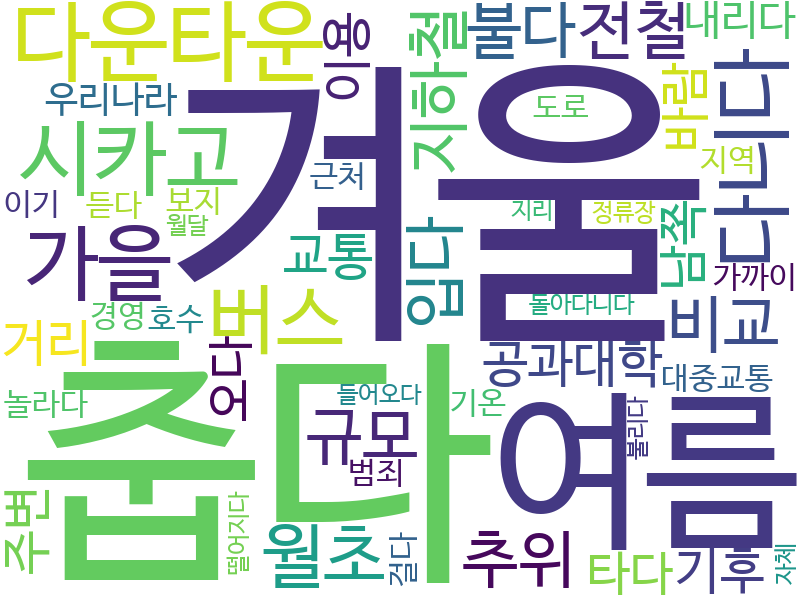 다운타운
이용
지하철
불다
전철
내리다
우리나라
겨울
도로
바람
다니다
시카고
근처
지역
이기
듣다
보지
월달
지리
정류장
가을
교통
입다
남쪽
가까이
경영
호수
버스
돌아다니다
비교
거리
춥다
오다
공과대학
대중교통
놀라다
들어오다
기온
여름
규모
불리다
범죄
주변
떨어지다
월초
걷다
추위
타다
기후
자체